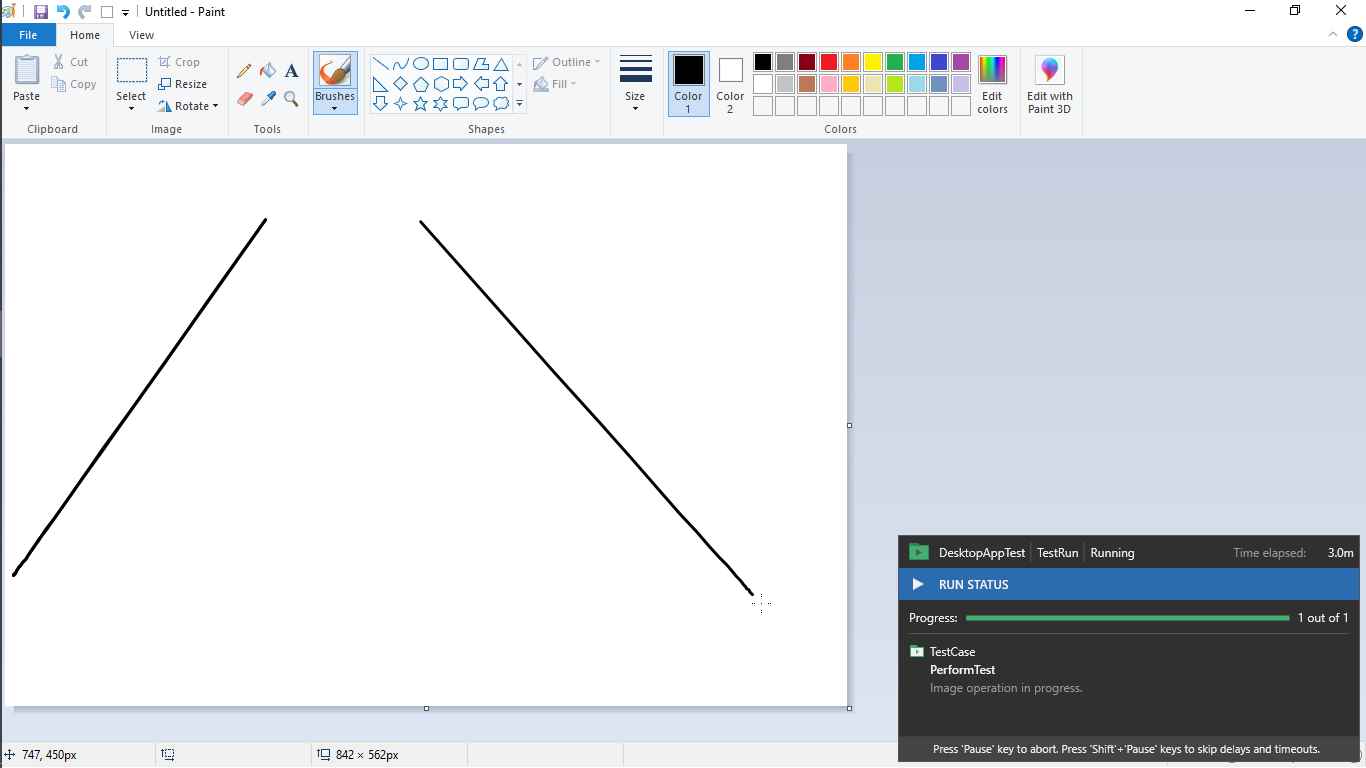 Untitled - Paint
File Home View
Paste
Cut
Copy
Clipboard
Select
Crop
Resize
Rotate
Image
A
Tools
Brushes
Outline
Fill
Shapes
Size
Color 1
Color 2
Edit colors
Colors
Edit with Paint 3D
?
DesktopAppTest TestRun Running Time elapsed: 3.0m
RUN STATUS
Progress: 1 out of 1
TestCase
PerformTest
Image operation in progress.
Press 'Pause' key to abort. Press 'Shift'+'Pause' keys to skip delays and timeouts.
747, 450px
842 × 562px